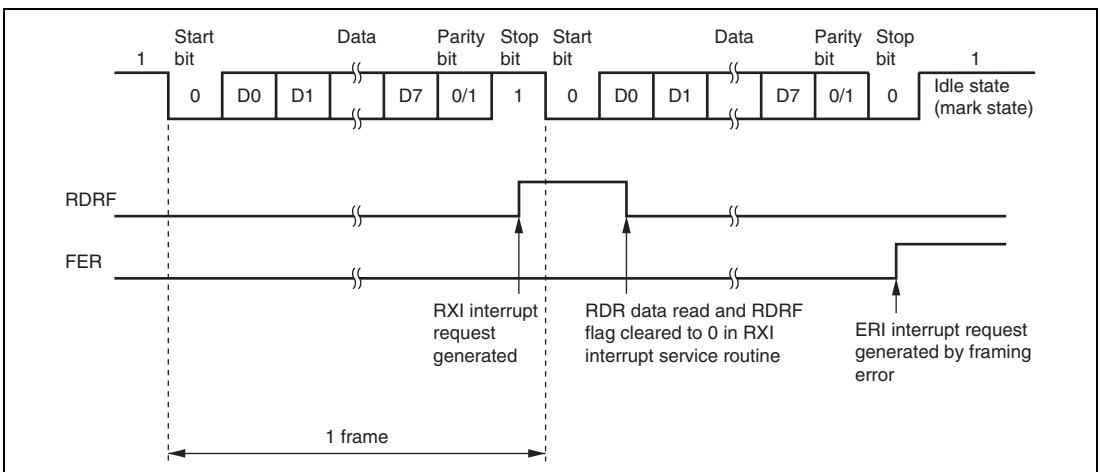 Start bit
Data
Parity bit
Stop bit
Start bit
Data
Parity bit
Stop bit
1
1
0
D0
D1
D7
0/1
1
0
D0
D1
D7
0/1
0
Idle state
(mark state)
RDRF
FER
RXI interrupt
request
generated
RDR data read and RDRF
flag cleared to 0 in RXI
interrupt service routine
ERI interrupt request
generated by framing
error
1 frame